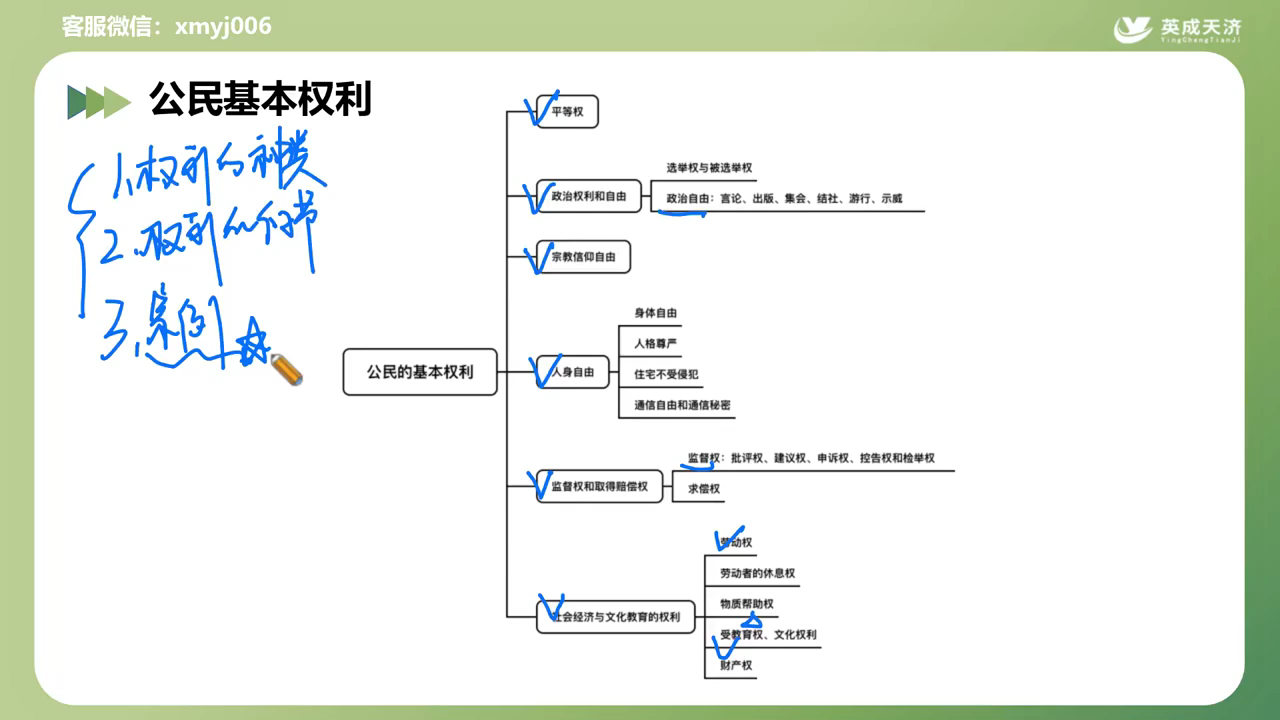 客服微信：xmyj006
英成天济
YingChengTianJi
公民基本权利
1.权利的种类
2.权利的细节
3.案例
公民的基本权利
平等权
政治权利和自由
选举权与被选举权
政治自由：言论、出版、集会、结社、游行、示威
宗教信仰自由
人身自由
身体自由
人格尊严
住宅不受侵犯
通信自由和通信秘密
监督权和取得赔偿权
监督权：批评权、建议权、申诉权、控告权和检举权
求偿权
社会经济与文化教育的权利
劳动权
劳动者的休息权
物质帮助权
受教育权、文化权利
财产权